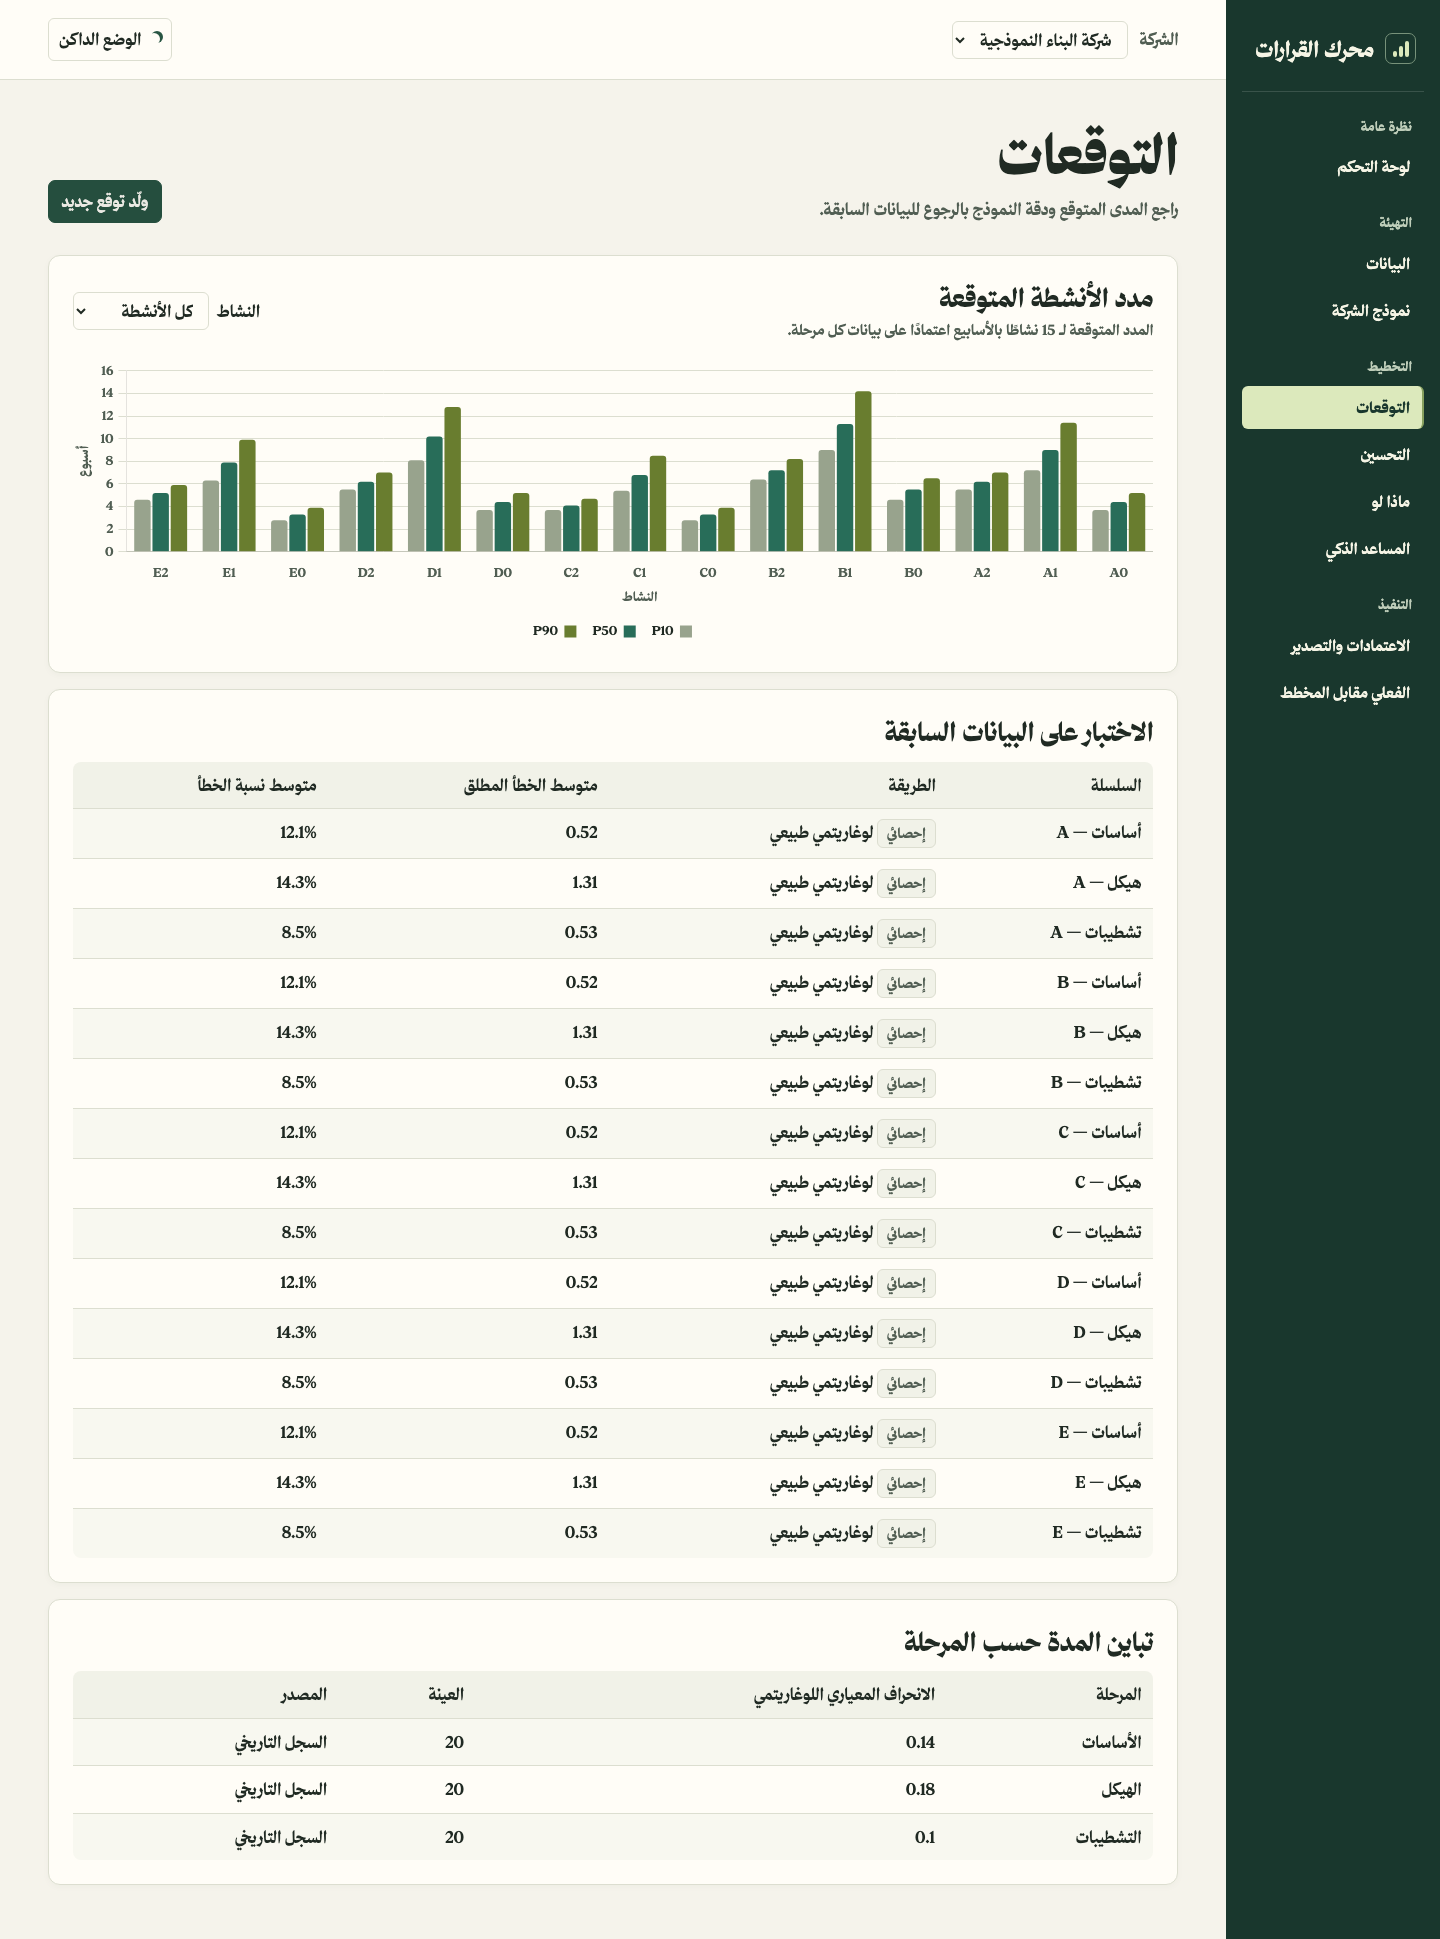 محرك القرارات
نظرة عامة
لوحة التحكم
التهيئة
البيانات
نموذج الشركة
التخطيط
التوقعات
التحسين
ماذا لو
المساعد الذكي
التنفيذ
الاعتمادات والتصدير
الفعلي مقابل المخطط
الشركة شركة البناء النموذجية الوضع الداكن
التوقعات
راجع المدى المتوقع ودقة النموذج بالرجوع للبيانات السابقة.
ولّد توقع جديد
مدد الأنشطة المتوقعة
المدد المتوقعة لـ 15 نشاطًا بالأسابيع اعتمادًا على بيانات كل مرحلة.
النشاط كل الأنشطة
16
14
12
10
8
6
4
2
0
أسبوع
E2 E1 E0 D2 D1 D0 C2 C1 C0 B2 B1 B0 A2 A1 A0
النشاط
P90 P50 P10
الاختبار على البيانات السابقة
السلسلة الطريقة متوسط الخطأ المطلق متوسط نسبة الخطأ
أساسات — A إحصائي لوغاريتمي طبيعي 0.52 12.1%
هيكل — A إحصائي لوغاريتمي طبيعي 1.31 14.3%
تشطيبات — A إحصائي لوغاريتمي طبيعي 0.53 8.5%
أساسات — B إحصائي لوغاريتمي طبيعي 0.52 12.1%
هيكل — B إحصائي لوغاريتمي طبيعي 1.31 14.3%
تشطيبات — B إحصائي لوغاريتمي طبيعي 0.53 8.5%
أساسات — C إحصائي لوغاريتمي طبيعي 0.52 12.1%
هيكل — C إحصائي لوغاريتمي طبيعي 1.31 14.3%
تشطيبات — C إحصائي لوغاريتمي طبيعي 0.53 8.5%
أساسات — D إحصائي لوغاريتمي طبيعي 0.52 12.1%
هيكل — D إحصائي لوغاريتمي طبيعي 1.31 14.3%
تشطيبات — D إحصائي لوغاريتمي طبيعي 0.53 8.5%
أساسات — E إحصائي لوغاريتمي طبيعي 0.52 12.1%
هيكل — E إحصائي لوغاريتمي طبيعي 1.31 14.3%
تشطيبات — E إحصائي لوغاريتمي طبيعي 0.53 8.5%
تباين المدة حسب المرحلة
المرحلة الانحراف المعياري اللوغاريتمي العينة المصدر
الأساسات 0.14 20 السجل التاريخي
الهيكل 0.18 20 السجل التاريخي
التشطيبات 0.1 20 السجل التاريخي